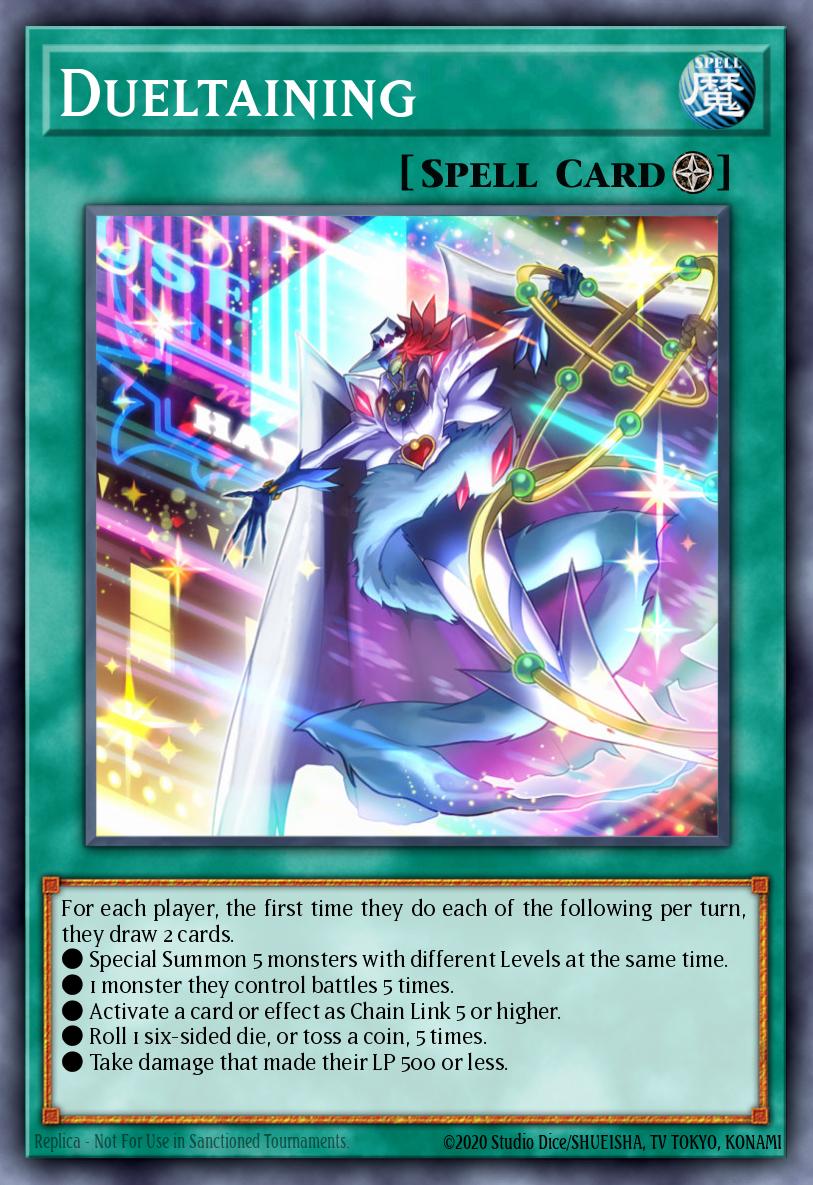 Dueltaining
SPELL
魔
[Spell Card]
USE
HA
For each player, the first time they do each of the following per turn,
they draw 2 cards.
● Special Summon 5 monsters with different Levels at the same time.
● 1 monster they control battles 5 times.
● Activate a card or effect as Chain Link 5 or higher.
● Roll 1 six-sided die, or toss a coin, 5 times.
● Take damage that made their LP 500 or less.
Replica - Not For Use in Sanctioned Tournaments.
©2020 Studio Dice/SHUEISHA, TV TOKYO, KONAMI